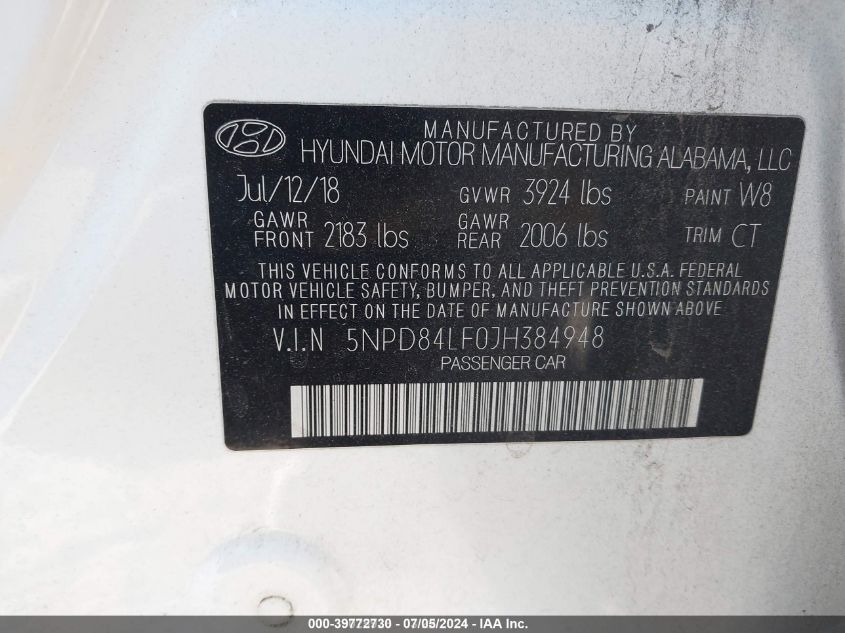 MANUFACTURED BY
HYUNDAI MOTOR MANUFACTURING ALABAMA, LLC
Jul/12/18 GVWR 3924 lbs PAINT W8
GAWR FRONT 2183 lbs GAWR REAR 2006 lbs TRIM CT
THIS VEHICLE CONFORMS TO ALL APPLICABLE U.S.A. FEDERAL
MOTOR VEHICLE SAFETY, BUMPER, AND THEFT PREVENTION STANDARDS
IN EFFECT ON THE DATE OF MANUFACTURE SHOWN ABOVE
V.I.N 5NPD84LF0JH384948
PASSENGER CAR
000-39772730 - 07/05/2024 - IAA Inc.